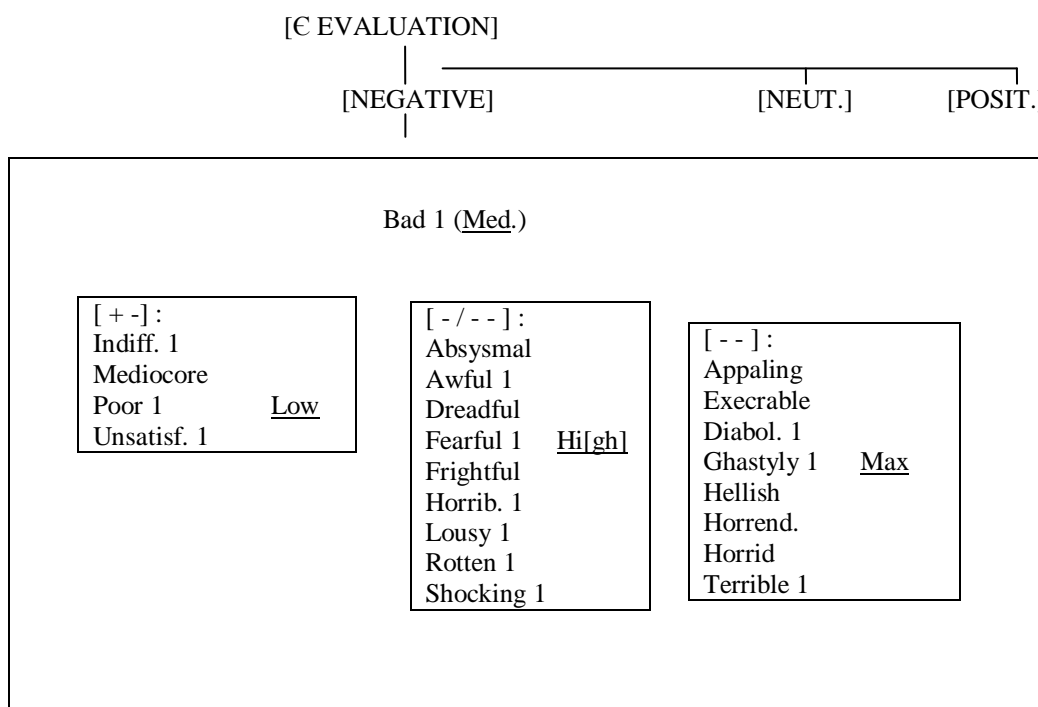 [Є EVALUATION]
[NEGATIVE] [NEUT.] [POSIT.
Bad 1 (Med.)
[ + -] :
Indiff. 1
Mediocore
Poor 1 Low
Unsatisf. 1
[ - / - - ] :
Absysmal
Awful 1
Dreadful
Fearful 1 Hi[gh]
Frightful
Horrib. 1
Lousy 1
Rotten 1
Shocking 1
[ - - ] :
Appaling
Execrable
Diabol. 1
Ghastyly 1 Max
Hellish
Horrend.
Horrid
Terrible 1